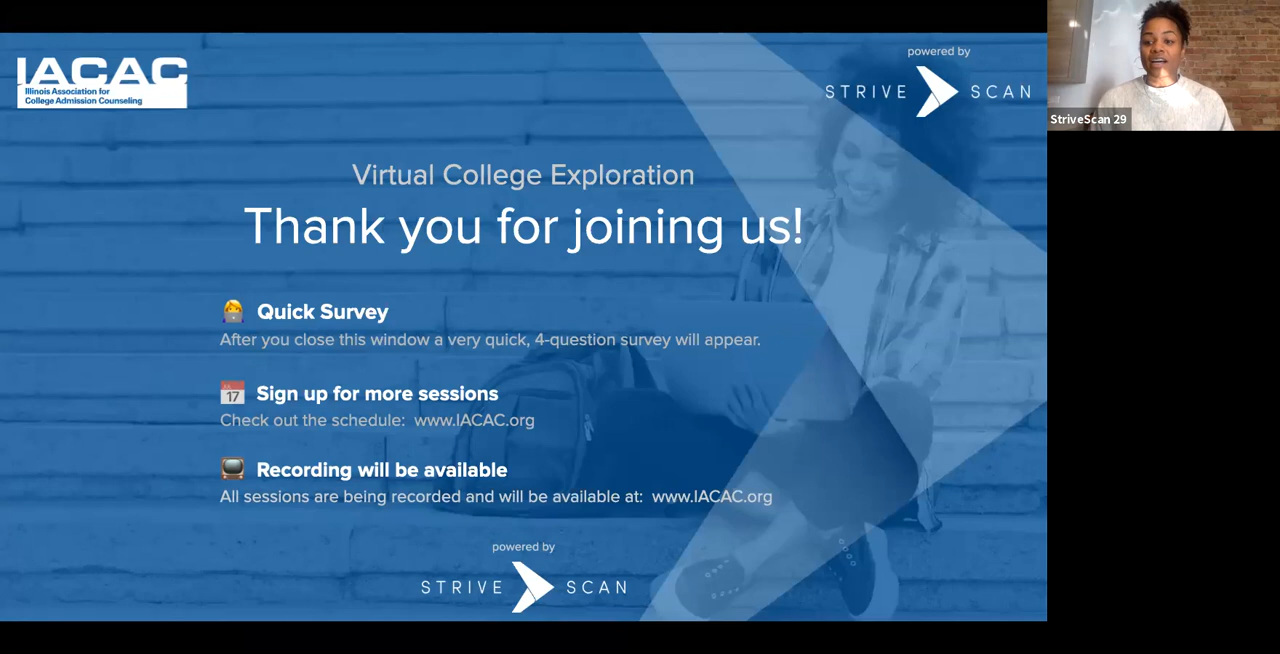 IACAC
Illinois Association for
College Admission Counseling
powered by
STRIVE SCAN
StriveScan 29
Virtual College Exploration
Thank you for joining us!
Quick Survey
After you close this window a very quick, 4-question survey will appear.
17
Sign up for more sessions
Check out the schedule: www.IACAC.org
Recording will be available
All sessions are being recorded and will be available at: www.IACAC.org
powered by
STRIVE SCAN